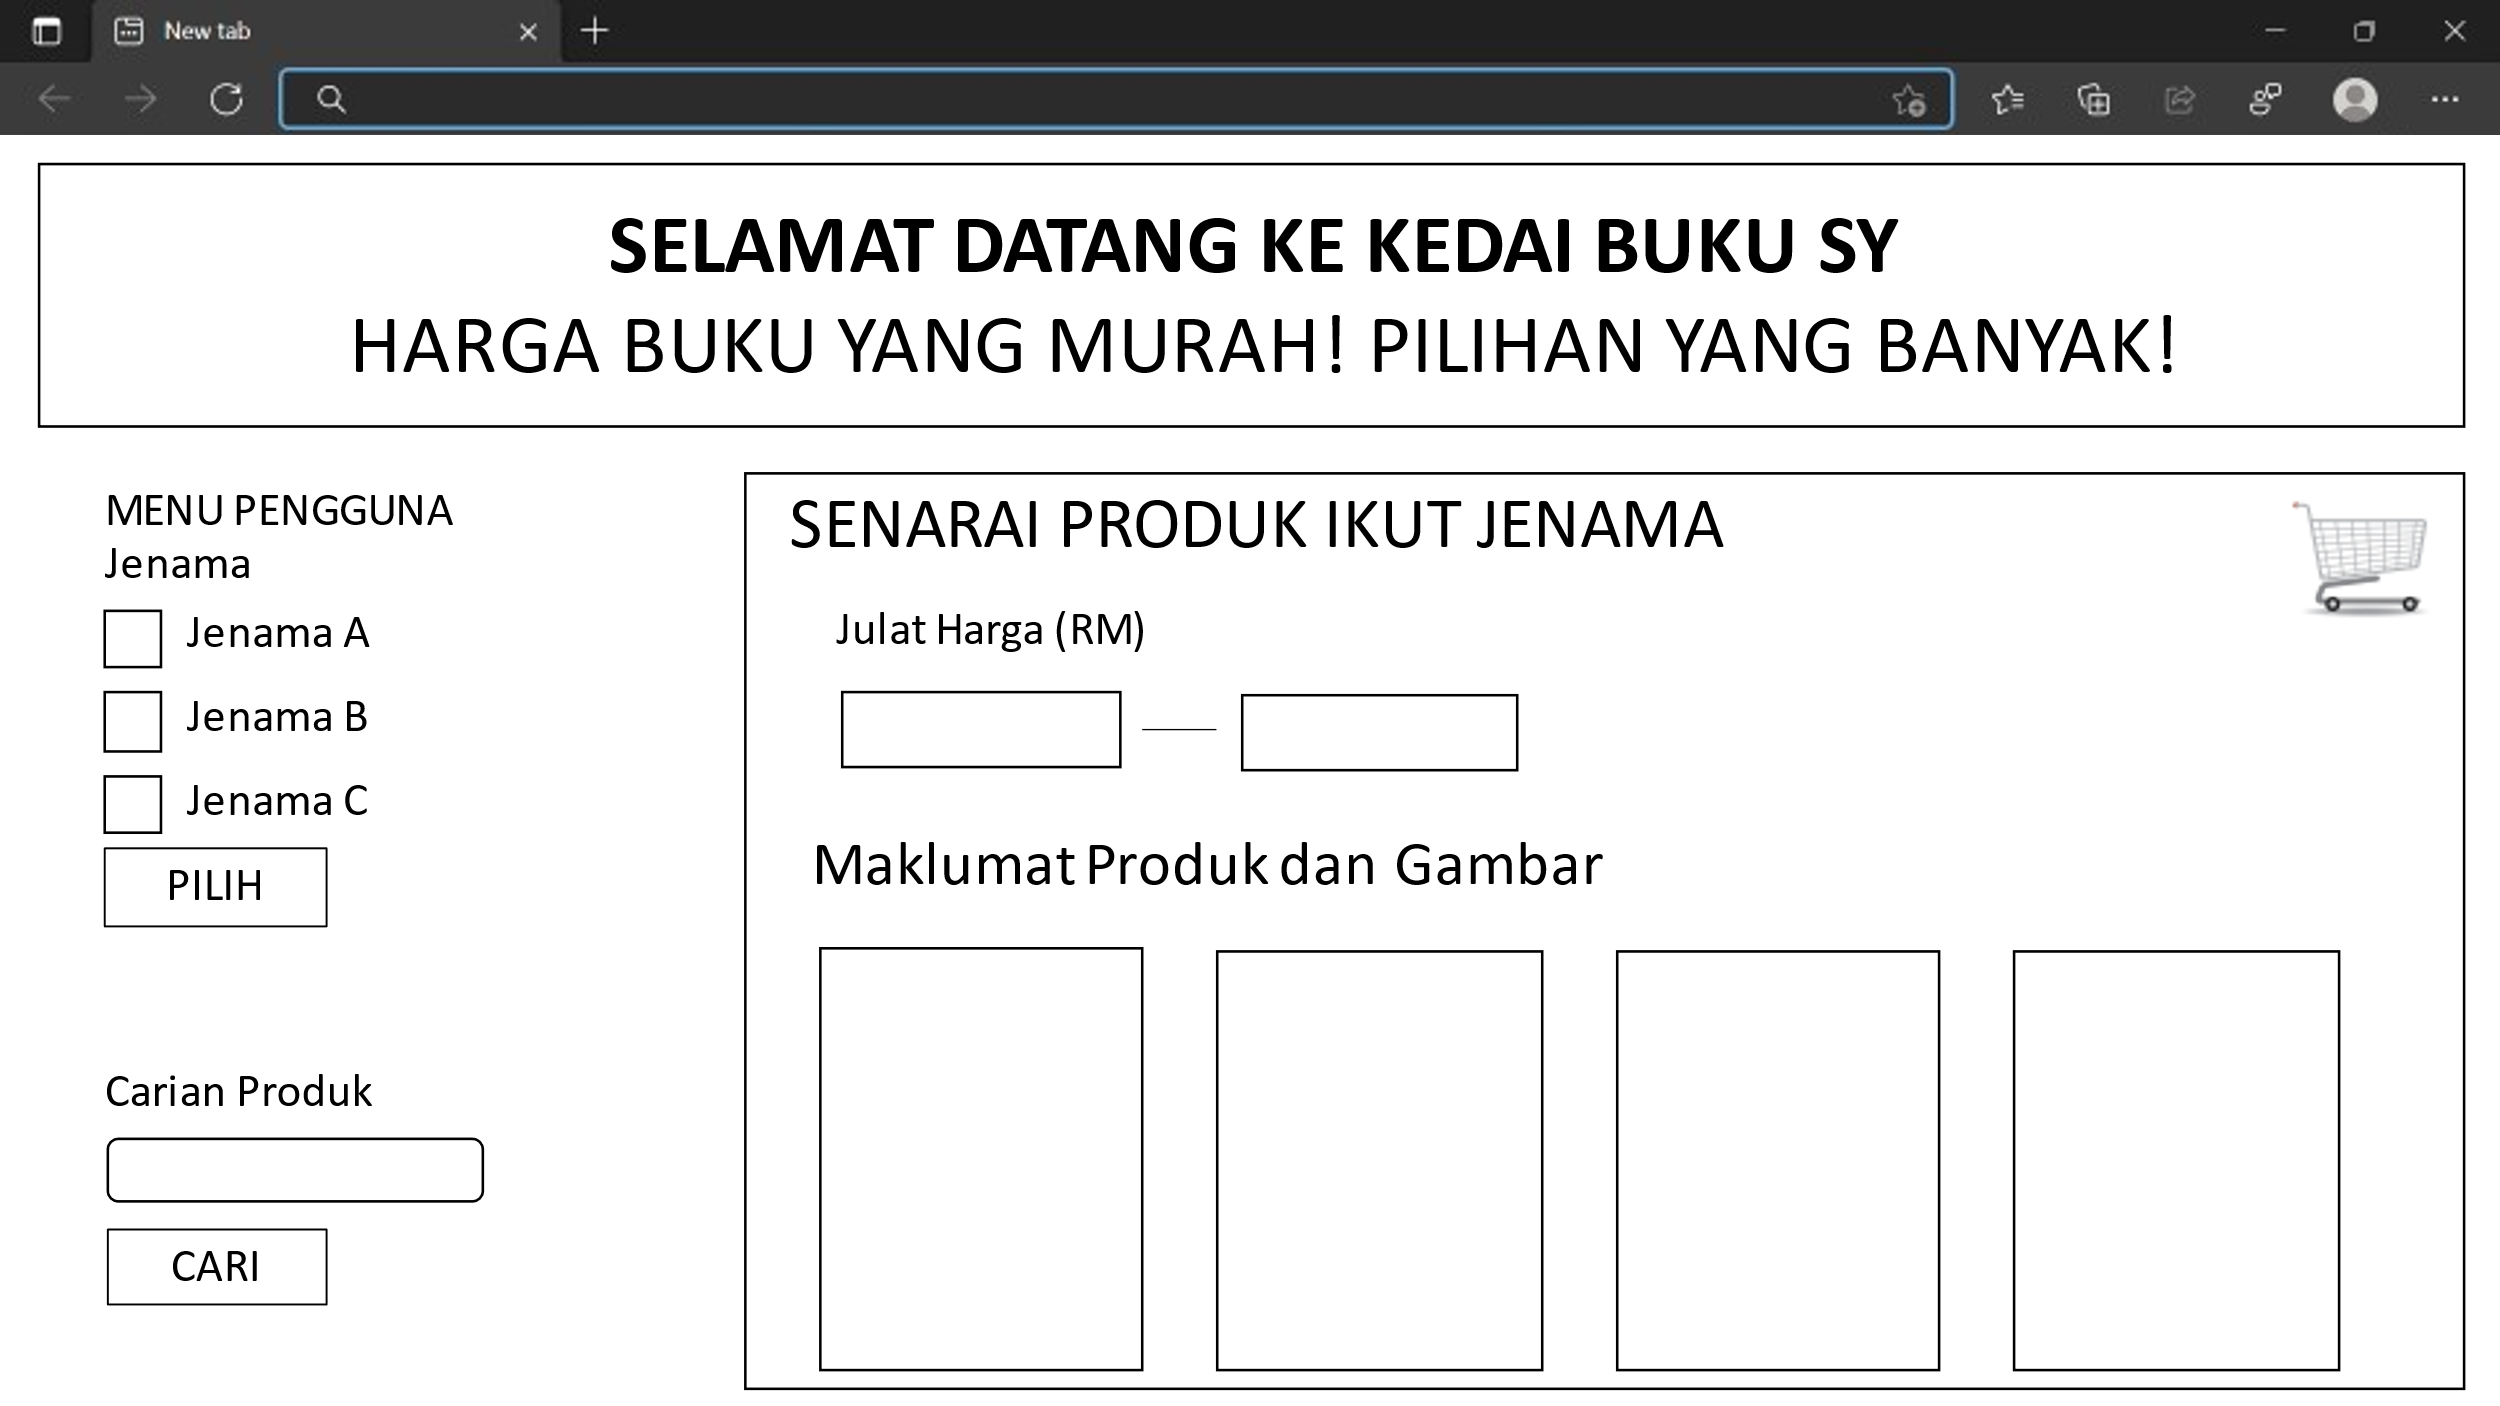 New tab
SELAMAT DATANG KE KEDAI BUKU SY
HARGA BUKU YANG MURAH! PILIHAN YANG BANYAK!
MENU PENGGUNA
Jenama
Jenama A
Jenama B
Jenama C
PILIH
Carian Produk
CARI
SENARAI PRODUK IKUT JENAMA
Julat Harga (RM)
Maklumat Produk dan Gambar